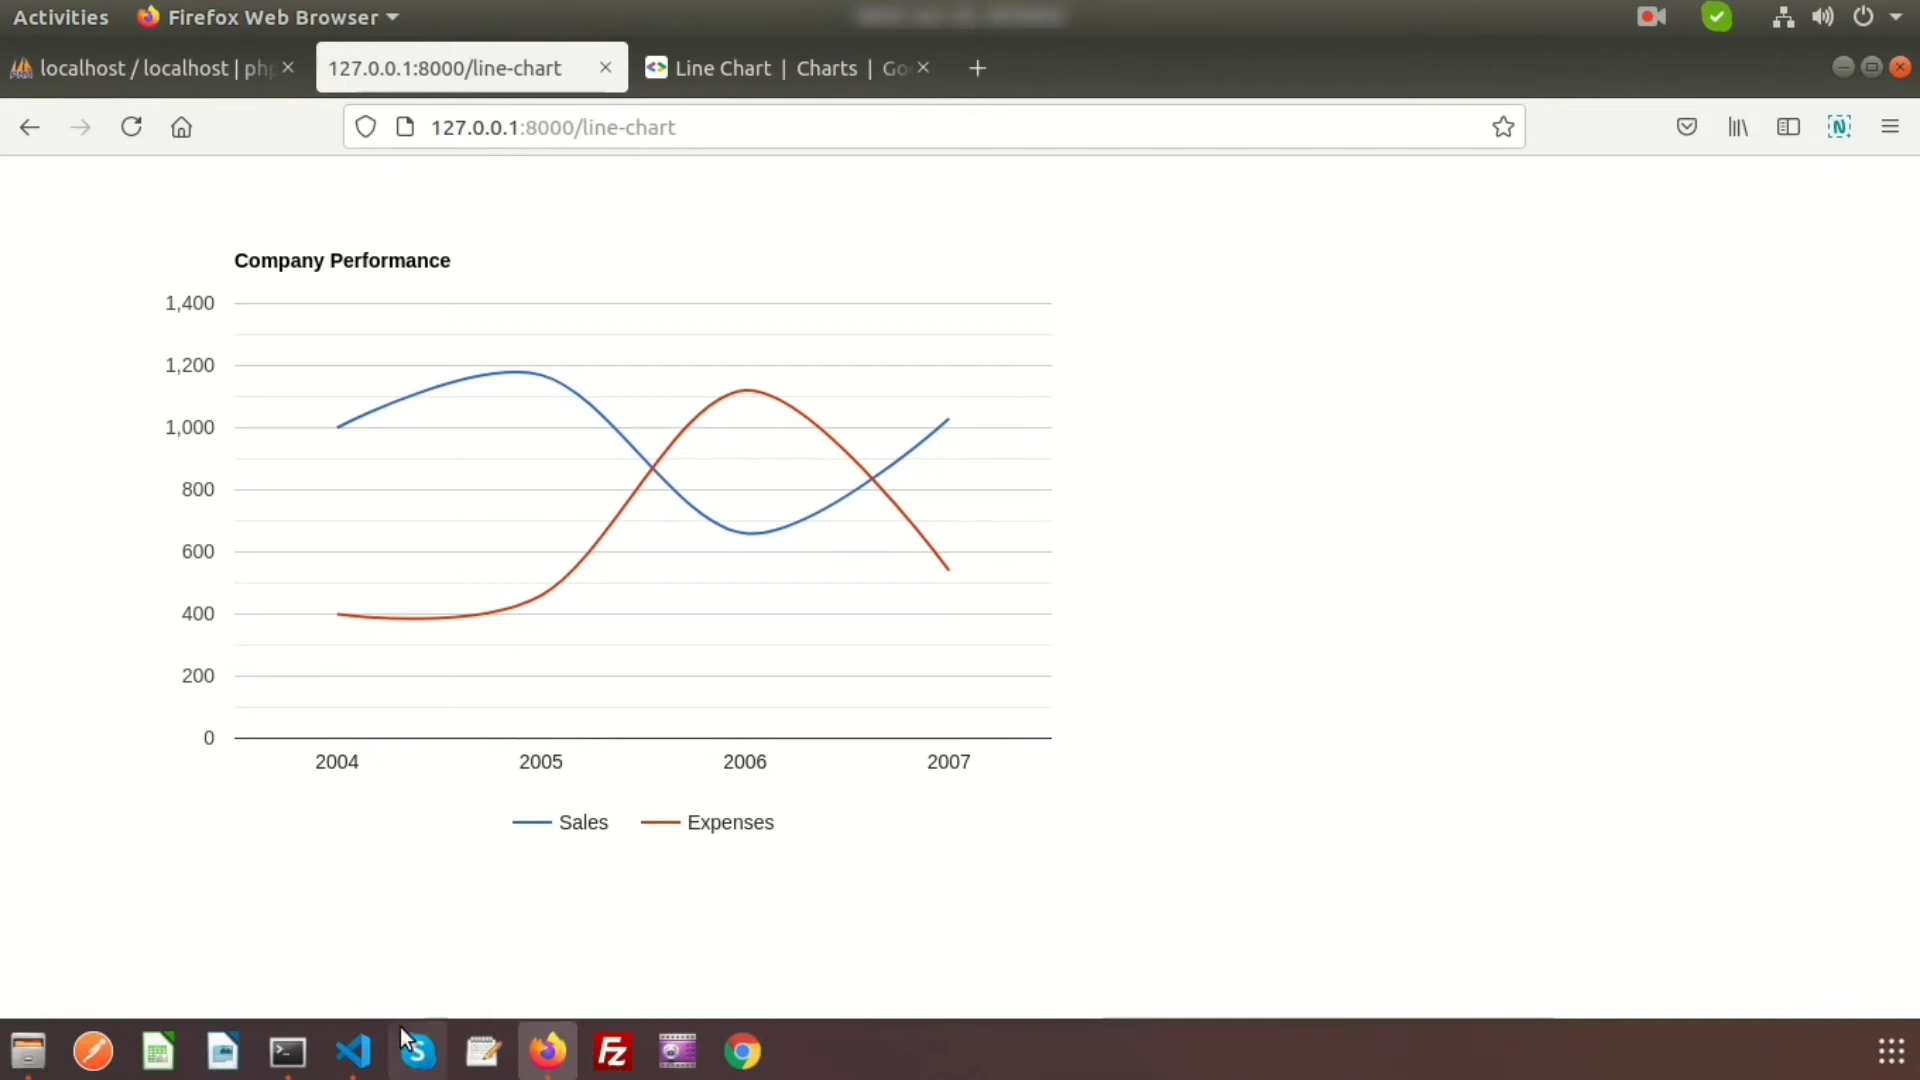 Activities Firefox Web Browser
localhost / localhost | php 127.0.0.1:8000/line-chart Line Chart | Charts | Go
127.0.0.1:8000/line-chart
Company Performance
1,400
1,200
1,000
800
600
400
200
0
2004 2005 2006 2007
Sales Expenses